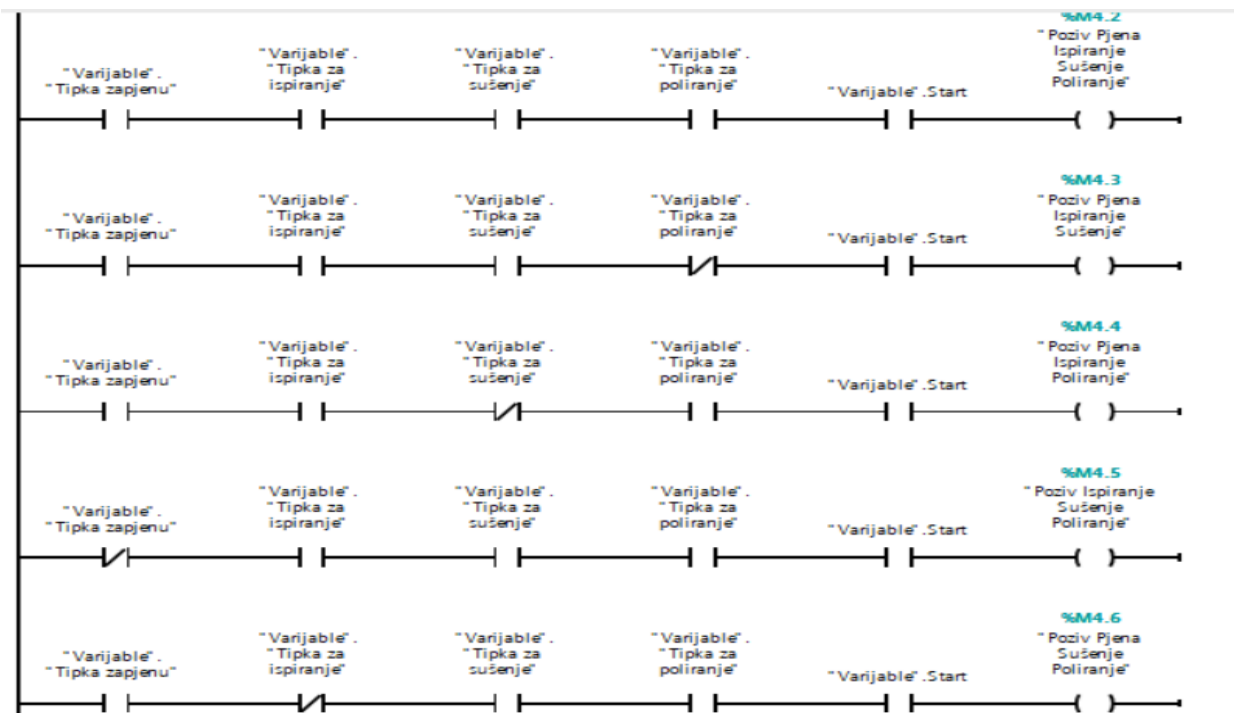 %M4.2
"Poziv Pjena
Ispiranje
Sušenje
Poliranje"
"Varijable".
"Tipka zapjenu"
"Varijable".
"Tipka za
ispiranje"
"Varijable".
"Tipka za
sušenje"
"Varijable".
"Tipka za
poliranje"
"Varijable".Start
%M4.3
"Poziv Pjena
Ispiranje
Sušenje"
"Varijable".
"Tipka zapjenu"
"Varijable".
"Tipka za
ispiranje"
"Varijable".
"Tipka za
sušenje"
"Varijable".
"Tipka za
poliranje"
"Varijable".Start
%M4.4
"Poziv Pjena
Ispiranje
Poliranje"
"Varijable".
"Tipka zapjenu"
"Varijable".
"Tipka za
ispiranje"
"Varijable".
"Tipka za
sušenje"
"Varijable".
"Tipka za
poliranje"
"Varijable".Start
%M4.5
"Poziv Ispiranje
Sušenje
Poliranje"
"Varijable".
"Tipka zapjenu"
"Varijable".
"Tipka za
ispiranje"
"Varijable".
"Tipka za
sušenje"
"Varijable".
"Tipka za
poliranje"
"Varijable".Start
%M4.6
"Poziv Pjena
Sušenje
Poliranje"
"Varijable".
"Tipka zapjenu"
"Varijable".
"Tipka za
ispiranje"
"Varijable".
"Tipka za
sušenje"
"Varijable".
"Tipka za
poliranje"
"Varijable".Start